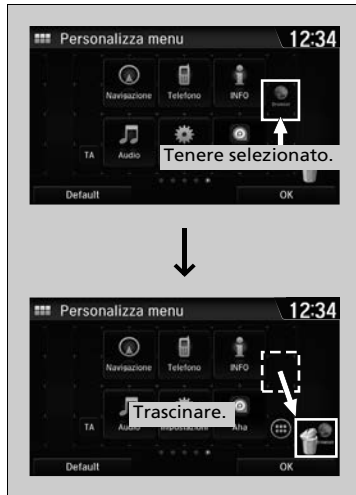 Personalizza menu 12:34
Navigazione Telefono INFO
Browser
TA Audio
Tenere selezionato.
Default OK
Personalizza menu 12:34
Navigazione Telefono INFO
Trascinare.
TA Audio Impostazioni Aha
Default OK